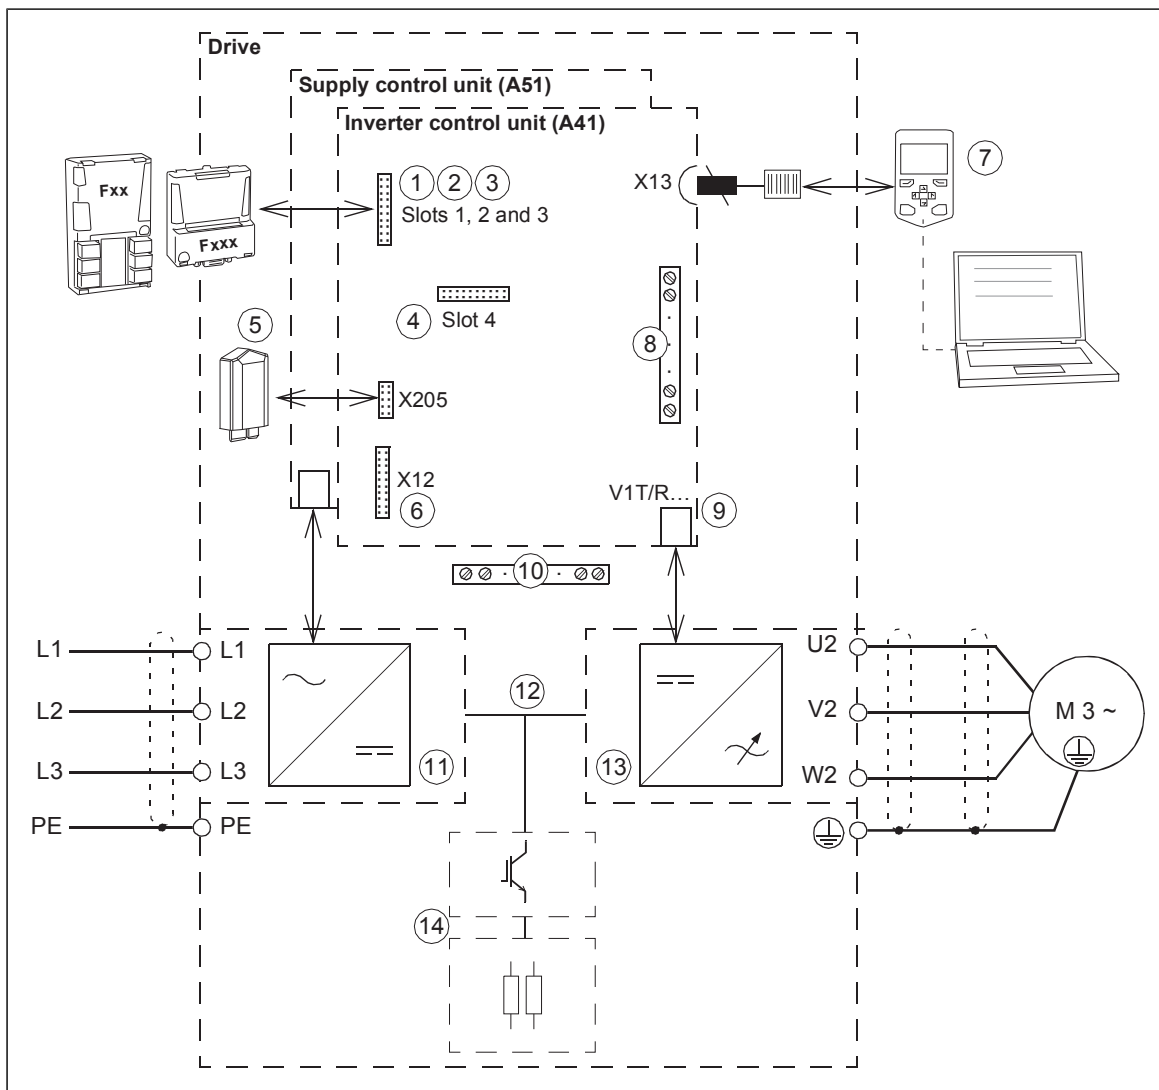 Drive
Supply control unit (A51)
Inverter control unit (A41)
Fxx
Fxxx
1 2 3
Slots 1, 2 and 3
X13
7
4 Slot 4
5
8
X205
X12
6
V1T/R…
9
10
L1 L1
U2
L2 L2
12
V2
M 3 ~
L3 L3
11
13
W2
PE PE
14